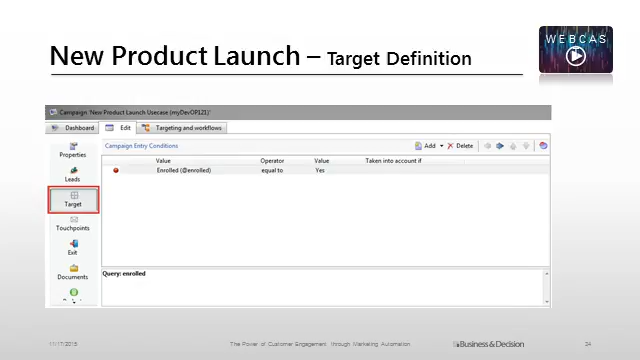 WEBCAS
New Product Launch – Target Definition
Campaign 'New Product Launch Usecase (myDevOP121)'
Dashboard Edit Targeting and workflows
Properties
Campaign Entry Conditions Add Delete
Value Operator Value Taken into account if
Enrolled (@enrolled) equal to Yes
Leads
Target
Touchpoints
Exit
Documents
Query: enrolled
11/17/2015 The Power of Customer Engagement through Marketing Automation Business & Decision 24